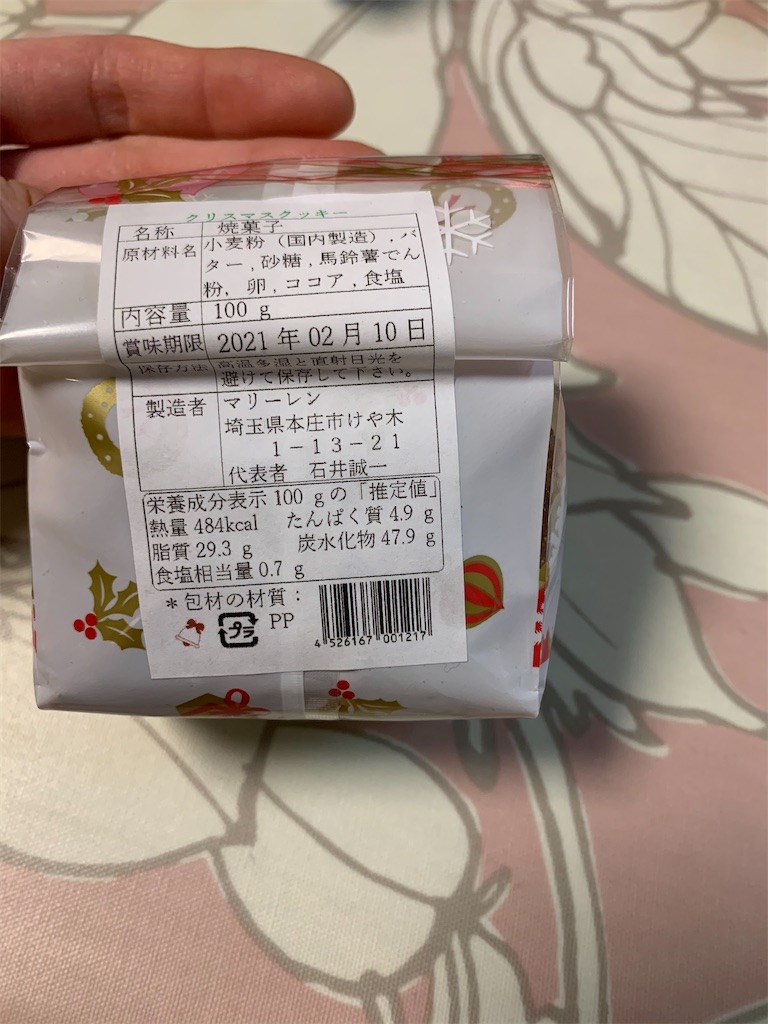 クリスマスクッキー
名称 焼菓子
原材料名 小麦粉(国内製造),バ
ター,砂糖,馬鈴薯でん
粉,卵,ココア,食塩
内容量 100 g
賞味期限 2021 年 02 月 10 日
保存方法 高温多湿と直射日光を
避けて保存して下さい。
製造者 マリーレン
埼玉県本庄市けや木
1-13-21
代表者 石井誠一
栄養成分表示 100 gの「推定値」
熱量 484kcal たんぱく質 4.9 g
脂質 29.3 g 炭水化物 47.9 g
食塩相当量 0.7 g
*包材の材質:
プラ PP
4 526167 001217